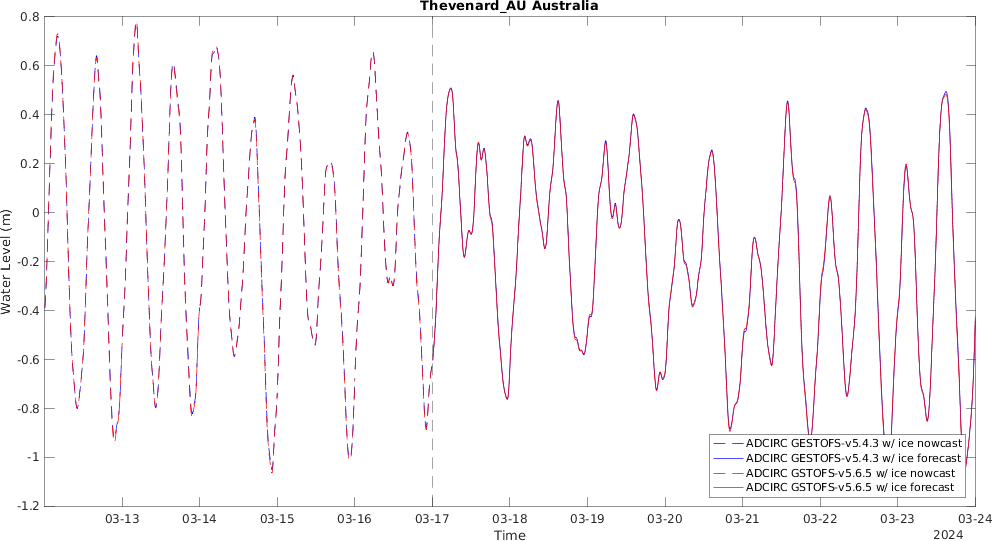 Thevenard_AU Australia
0.8
0.6
0.4
0.2
0
-0.2
-0.4
-0.6
-0.8
-1
-1.2
Water Level (m)
03-13 03-14 03-15 03-16 03-17 03-18 03-19 03-20 03-21 03-22 03-23 03-24
Time
2024
ADCIRC GESTOFS-v5.4.3 w/ ice nowcast
ADCIRC GESTOFS-v5.4.3 w/ ice forecast
ADCIRC GSTOFS-v5.6.5 w/ ice nowcast
ADCIRC GSTOFS-v5.6.5 w/ ice forecast